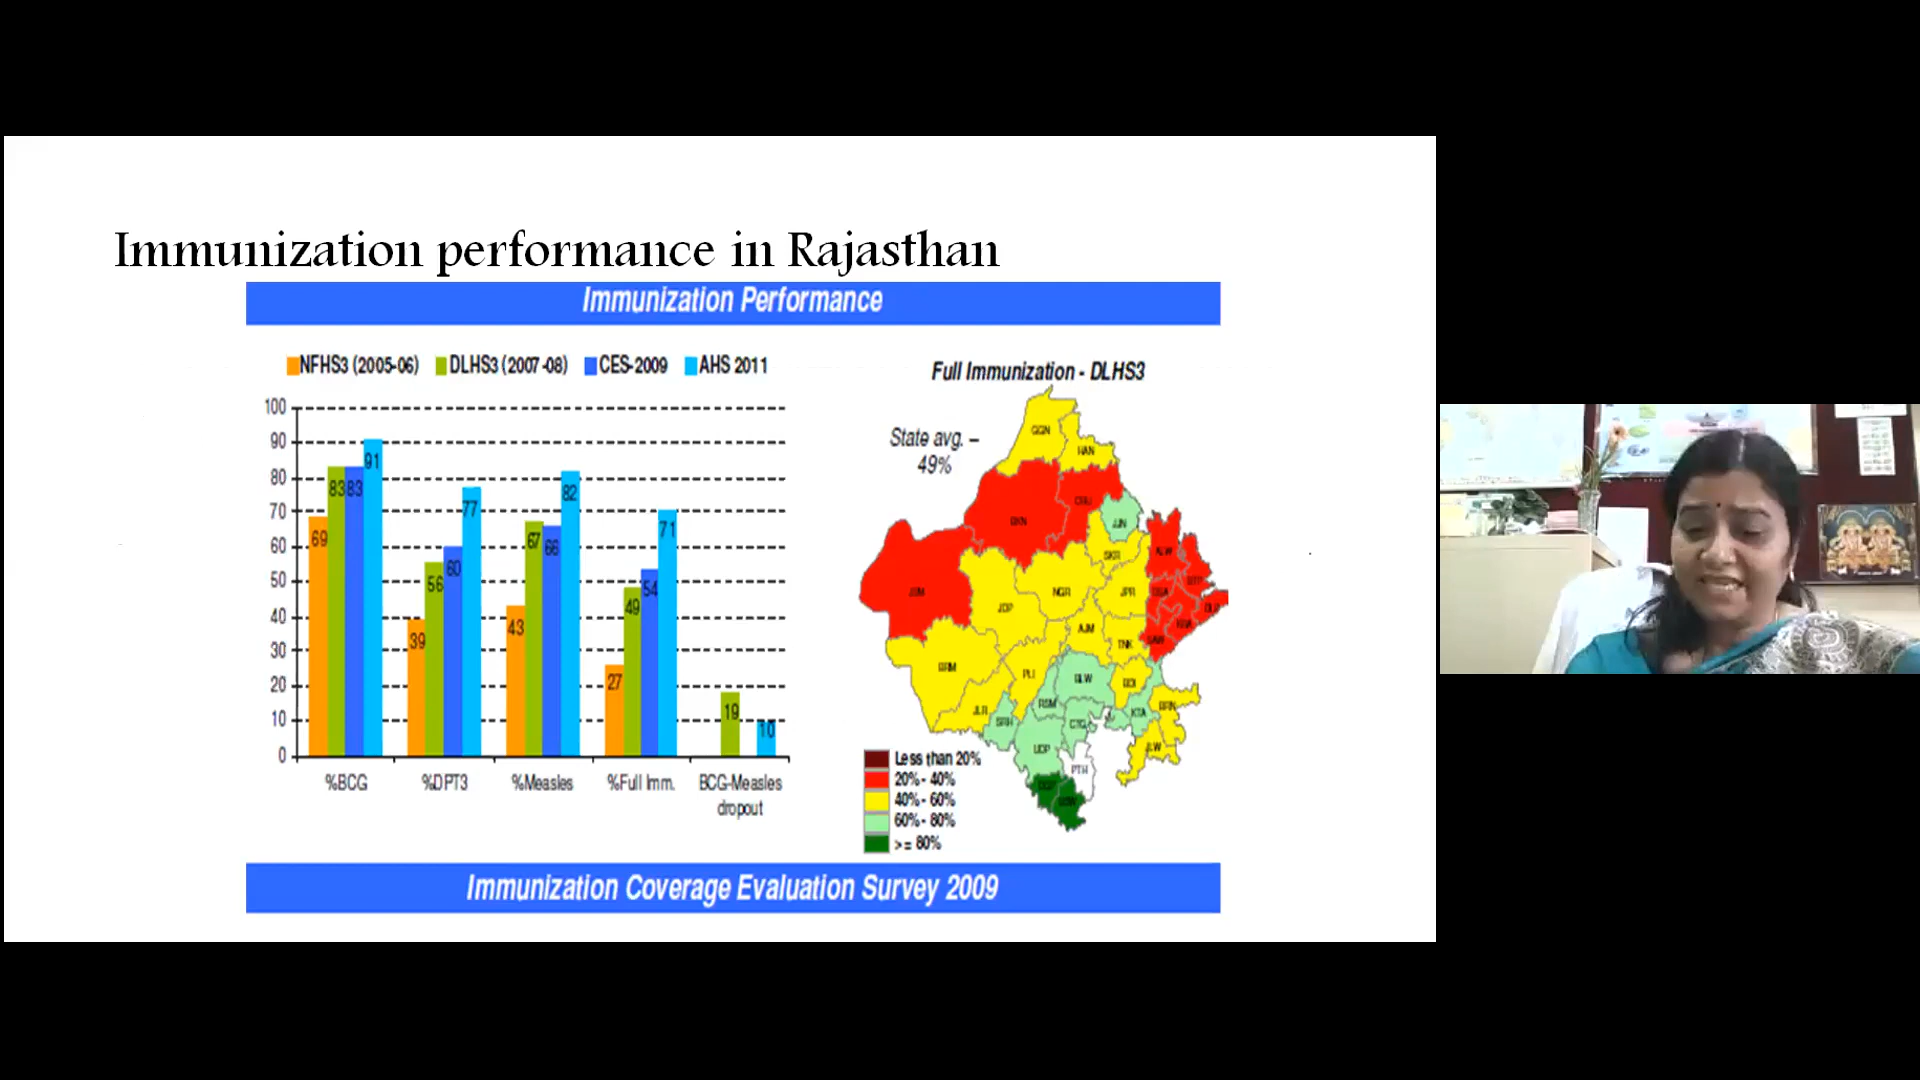 Immunization performance in Rajasthan
Immunization Performance
NFHS3 (2005-06) DLHS3 (2007-08) CES-2009 AHS 2011
100
90
80
70
60
50
40
30
20
10
0
69 83 83 91
39 56 60 77
43 67 66 82
27 49 54 71
19 10
%BCG %DPT3 %Measles %Full Imm. BCG-Measles
dropout
Full Immunization - DLHS3
State avg. –
49%
GGN
HAN
CRU
BKN
JJN
SKR
ALW
JSM
JDP
NGR
JPR
AJM
TNK
BRM
PLI
BLW
JLR
RSM
KTA
BRN
UDP
JLW
PTH
Less than 20%
20% - 40%
40% - 60%
60% - 80%
>= 80%
Immunization Coverage Evaluation Survey 2009